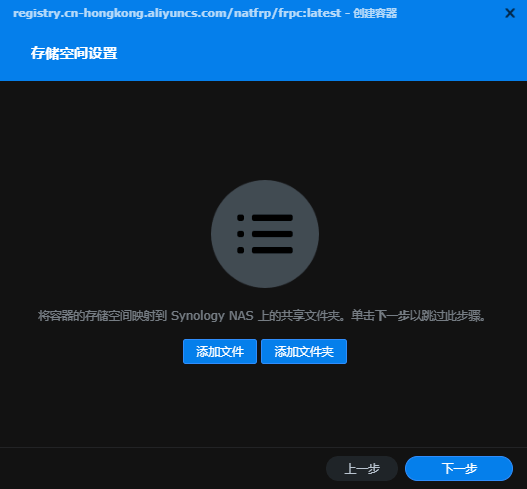 registry.cn-hongkong.aliyuncs.com/natfrp/frpc:latest - 创建容器
存储空间设置
将容器的存储空间映射到 Synology NAS 上的共享文件夹。单击下一步以跳过此步骤。
添加文件 添加文件夹
上一步 下一步